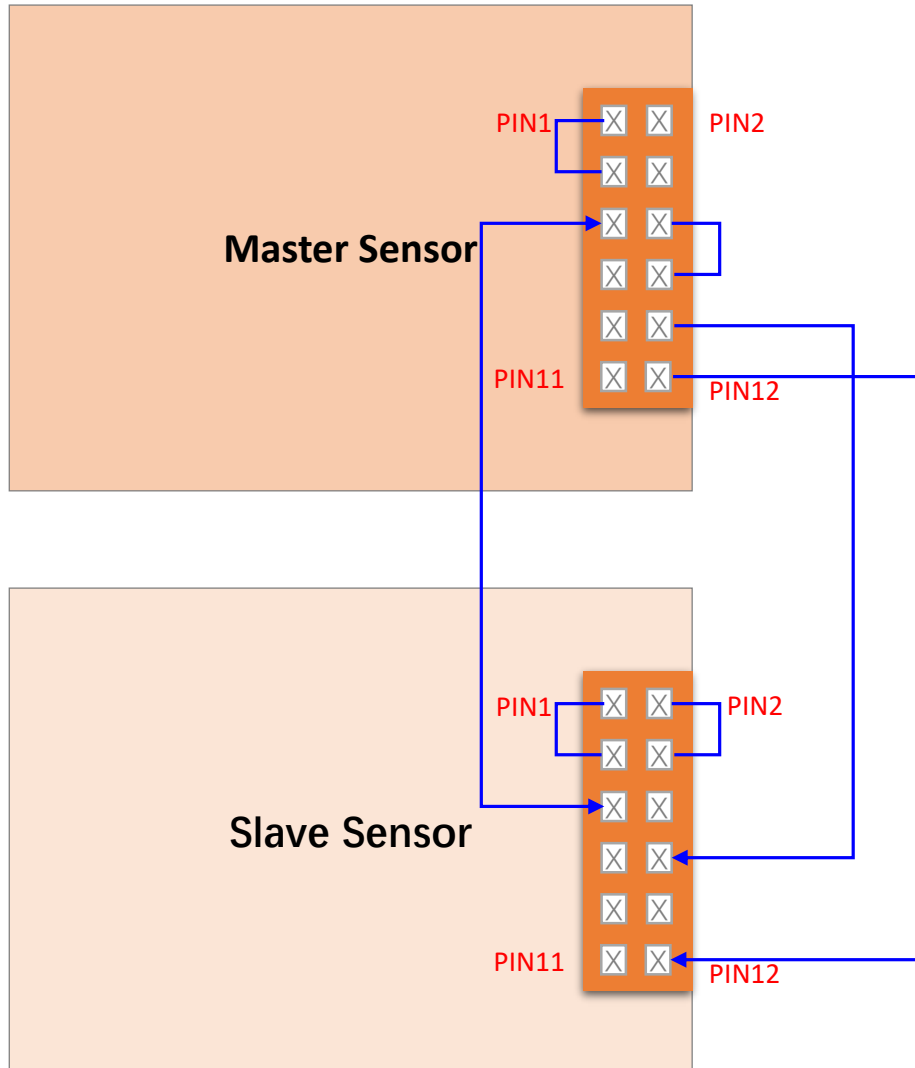 PIN1
PIN2
Master Sensor
PIN11
PIN12
PIN1
PIN2
Slave Sensor
PIN11
PIN12